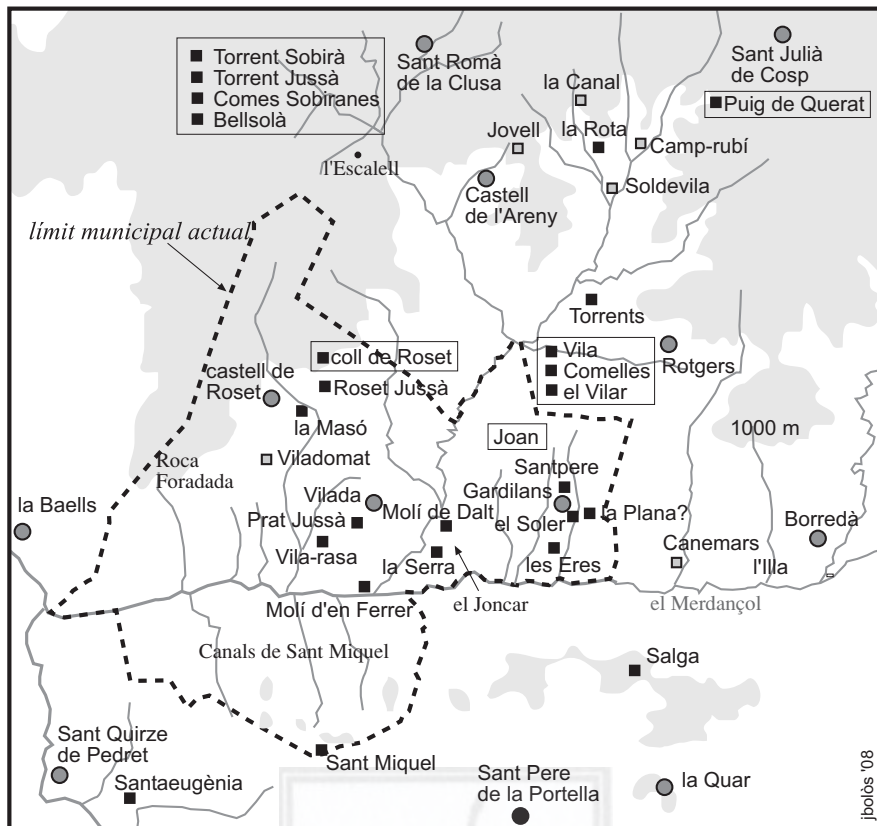 Torrent Sobirà
Torrent Jussà
Comes Sobiranes
Bellsolà
Sant Romà
de la Clusa
Sant Julià
de Cosp
la Canal
Puig de Querat
Jovell
la Rota
Camp-rubí
l'Escalell
Castell
de l'Areny
Soldevila
límit municipal actual
Torrents
coll de Roset
Vila
Comelles
el Vilar
Rotgers
castell de
Roset
Roset Jussà
la Masó
Joan
1000 m
Roca
Foradada
Viladomat
Santpere
Gardilans
la Baells
Vilada
Molí de Dalt
el Soler
la Plana?
Prat Jussà
Borredà
Vila-rasa
la Serra
les Eres
Canemars
l'Illa
Molí d'en Ferrer
el Joncar
el Merdançol
Canals de Sant Miquel
Salga
Sant Quirze
de Pedret
Sant Miquel
Santaeugènia
Sant Pere
de la Portella
la Quar
jbolòs '08